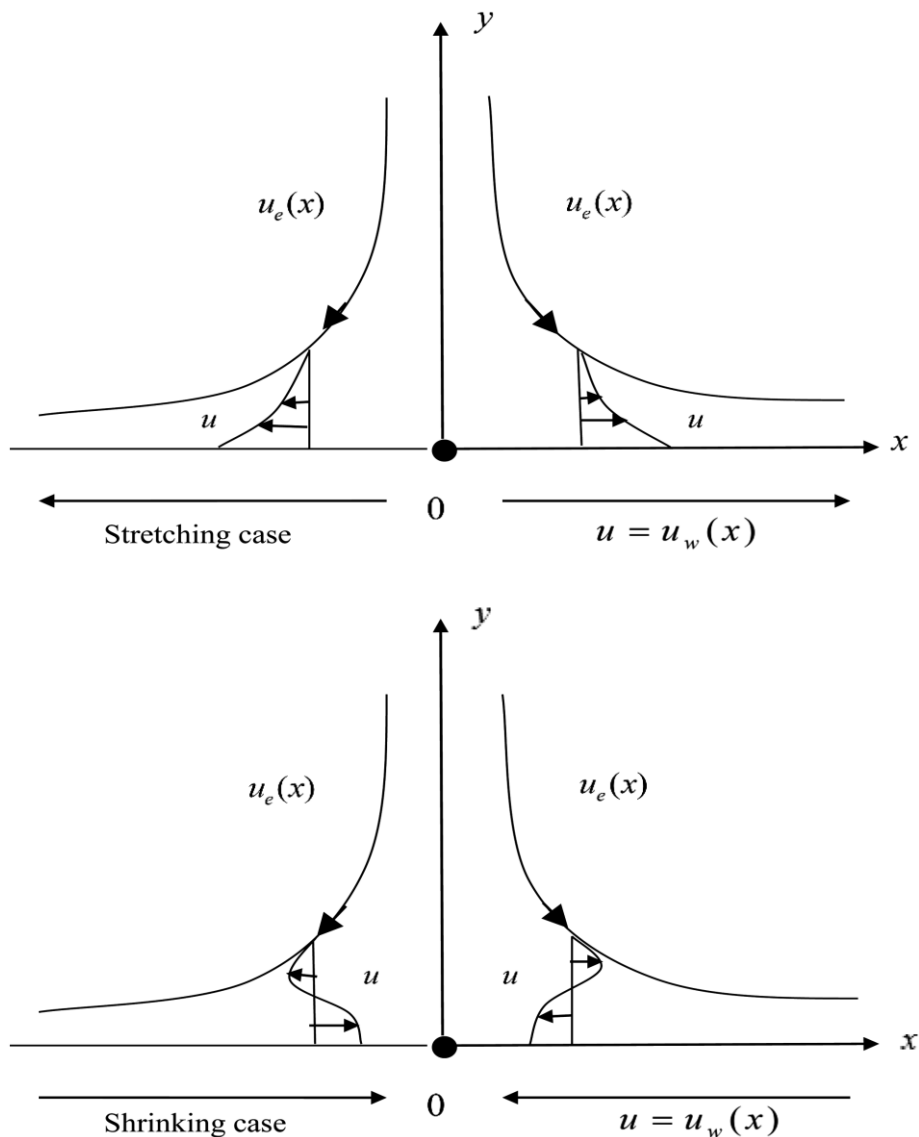 y
u_e(x) u_e(x)
u u
x
0
Stretching case u = u_w(x)
y
u_e(x) u_e(x)
u u
x
0
Shrinking case u = u_w(x)